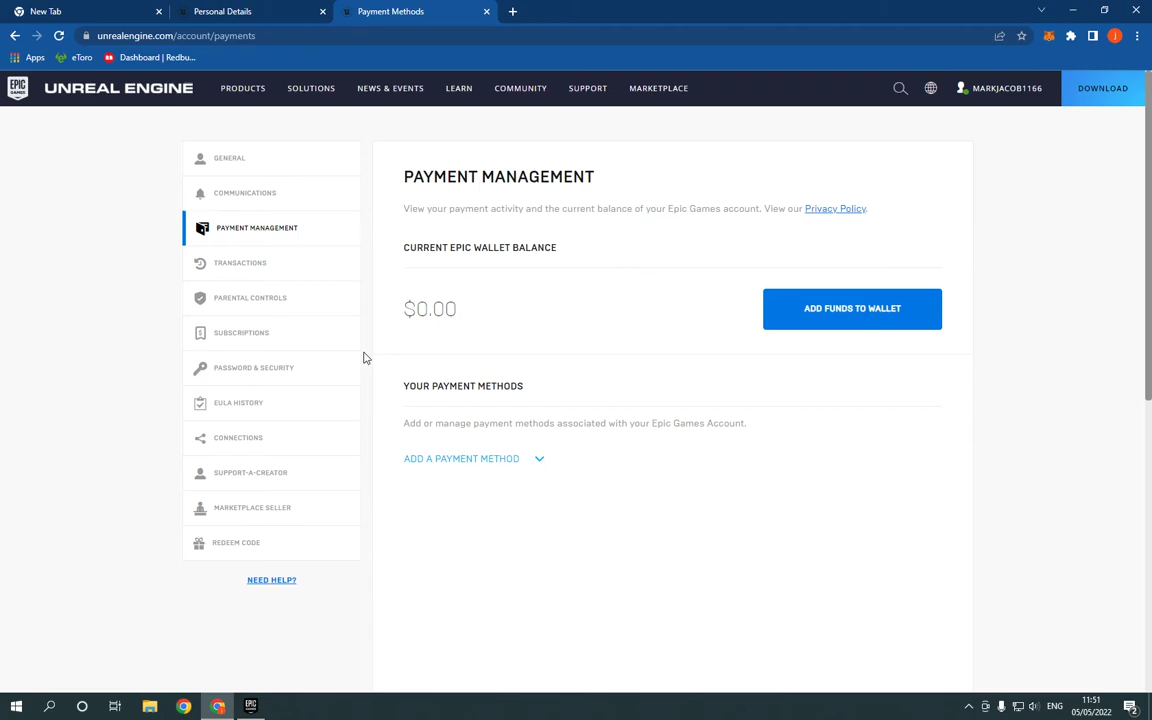 New Tab
Personal Details
Payment Methods
unrealengine.com/account/payments
Apps
eToro
Dashboard | Redbu...
EPIC GAMES
UNREAL ENGINE
PRODUCTS
SOLUTIONS
NEWS & EVENTS
LEARN
COMMUNITY
SUPPORT
MARKETPLACE
MARKJACOB1166
DOWNLOAD
GENERAL
COMMUNICATIONS
PAYMENT MANAGEMENT
TRANSACTIONS
PARENTAL CONTROLS
SUBSCRIPTIONS
PASSWORD & SECURITY
EULA HISTORY
CONNECTIONS
SUPPORT-A-CREATOR
MARKETPLACE SELLER
REDEEM CODE
NEED HELP?
PAYMENT MANAGEMENT
View your payment activity and the current balance of your Epic Games account. View our Privacy Policy.
CURRENT EPIC WALLET BALANCE
$0.00
ADD FUNDS TO WALLET
YOUR PAYMENT METHODS
Add or manage payment methods associated with your Epic Games Account.
ADD A PAYMENT METHOD
EPIC GAMES
ENG
11:51
05/05/2022
2